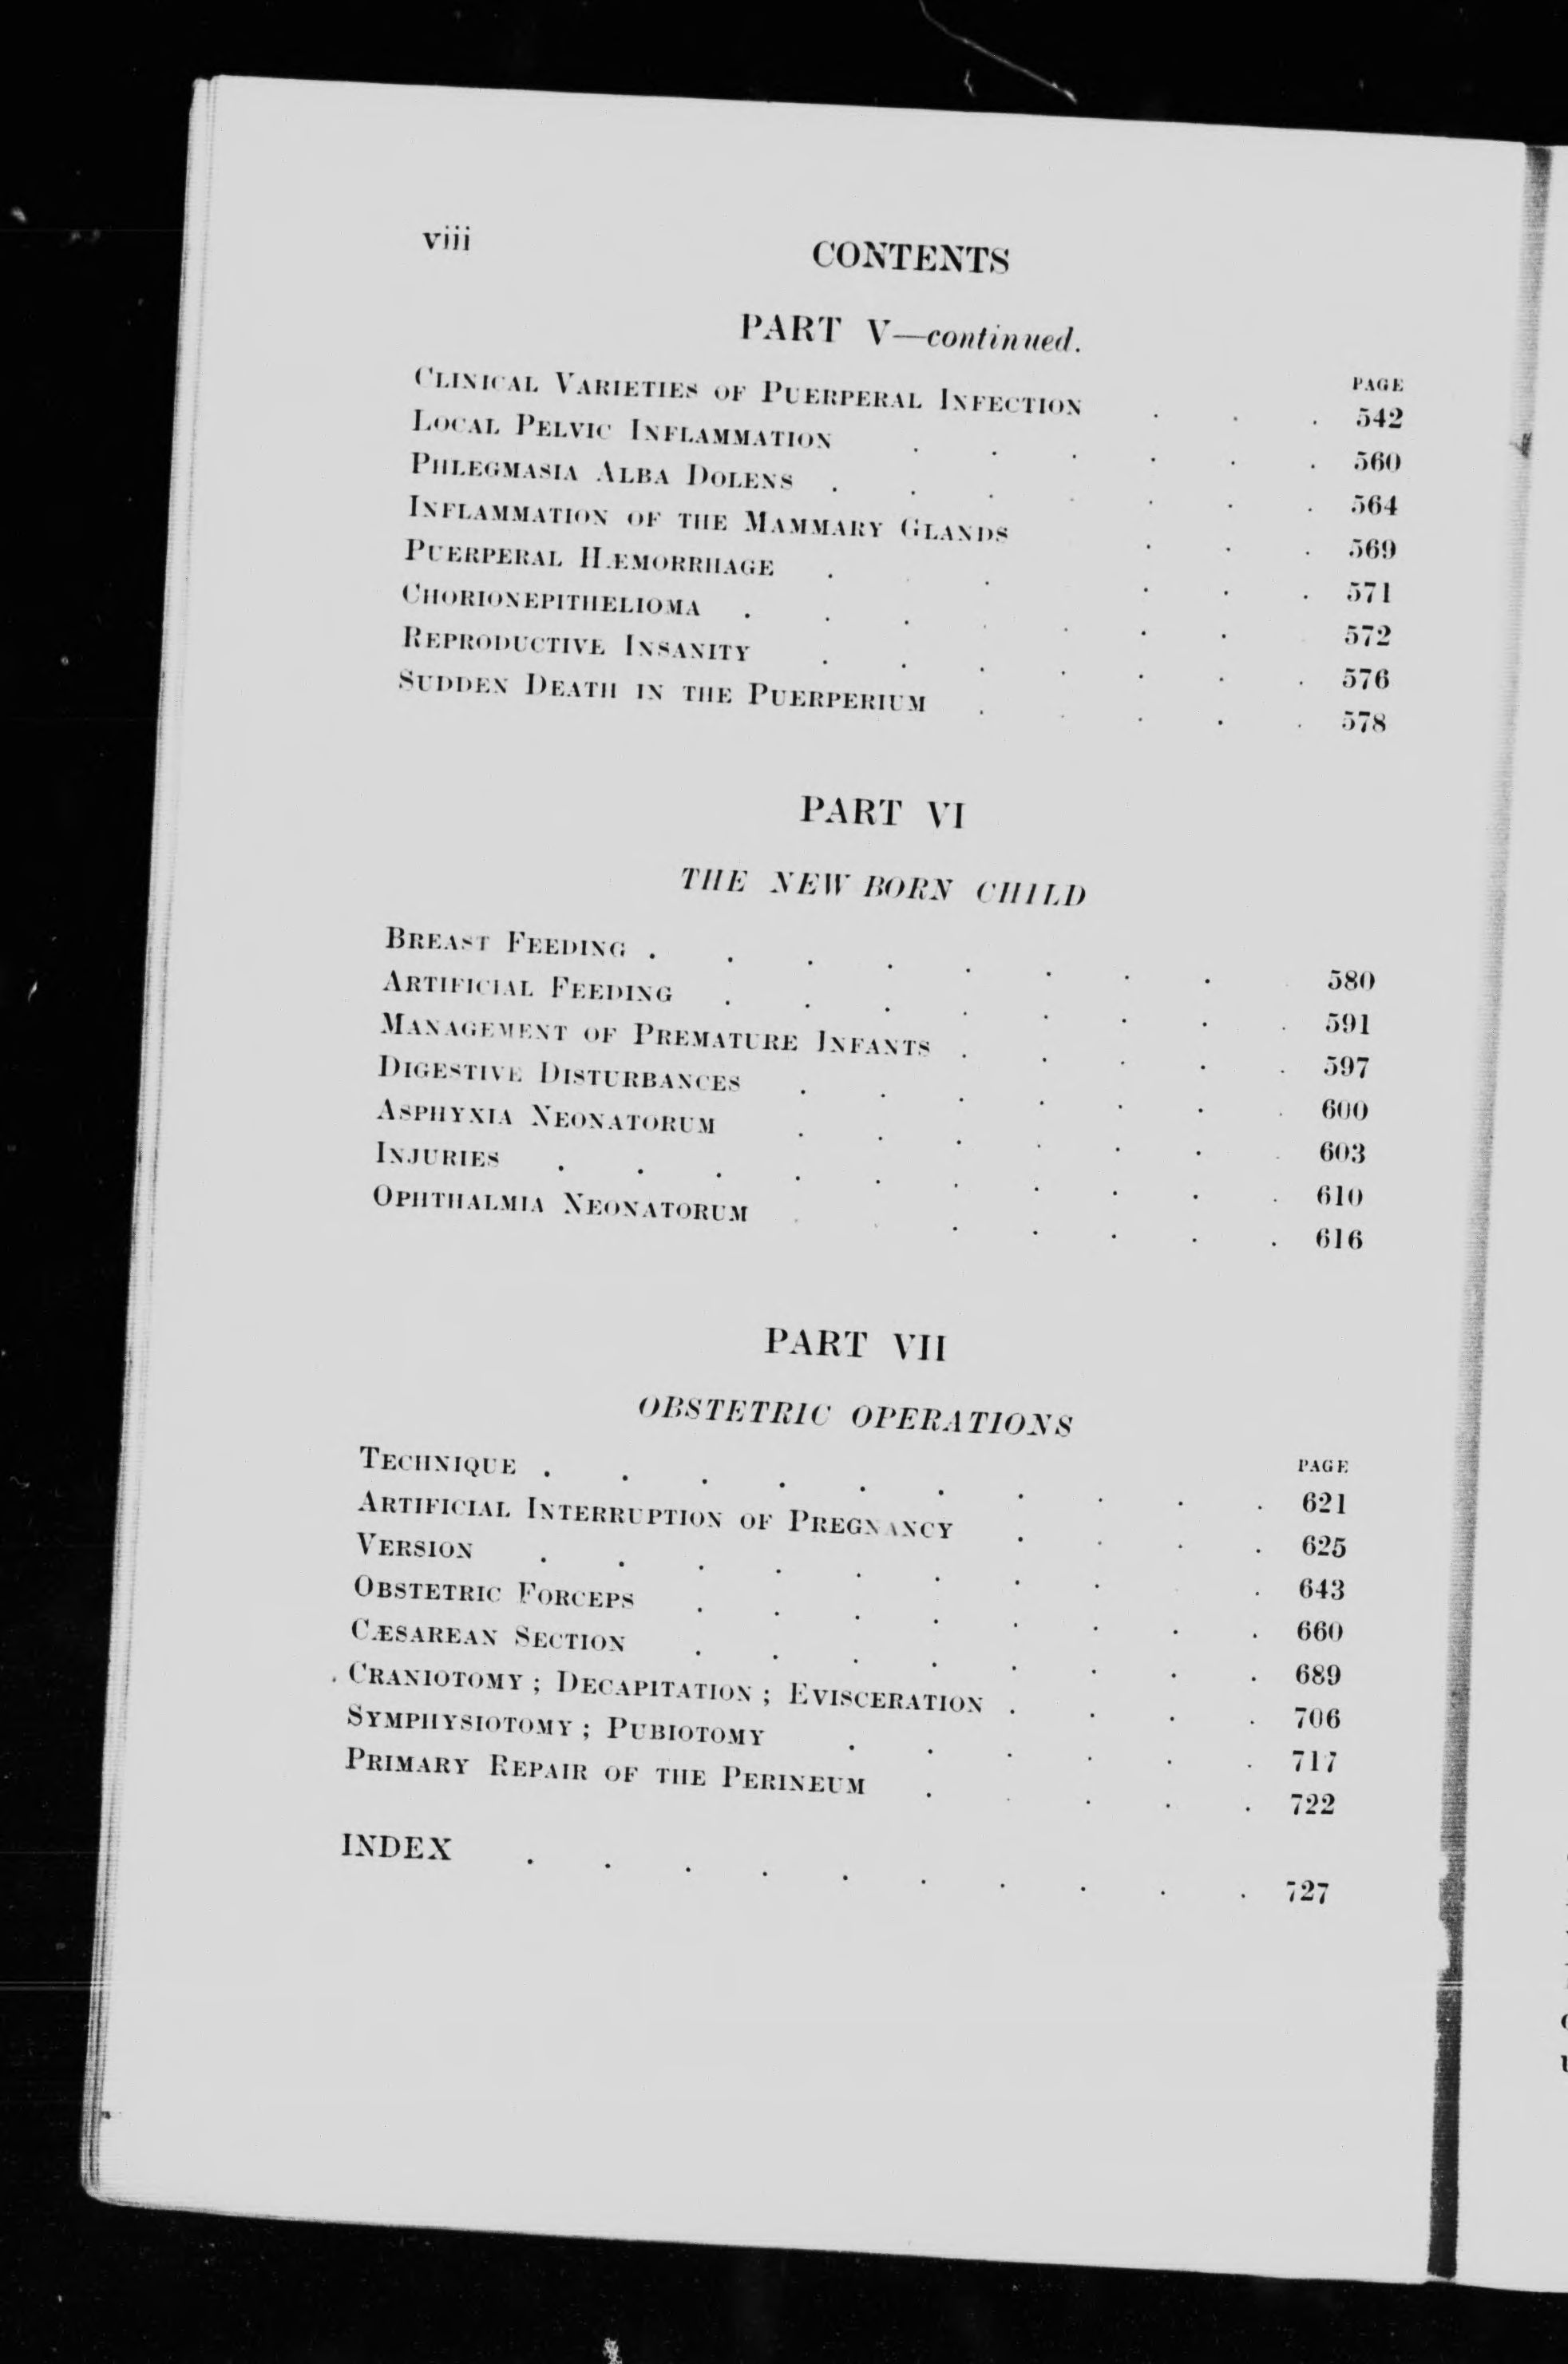 viii
CONTENTS
PART V—continued.
PAGE
CLINICAL VARIETIES OF PUERPERAL INFECTION . . . 542
LOCAL PELVIC INFLAMMATION . . . . . . 560
PHLEGMASIA ALBA DOLENS . . . . . . . 564
INFLAMMATION OF THE MAMMARY GLANDS . . . 569
PUERPERAL HÆMORRHAGE . . . . . . 571
CHORIONEPITHELIOMA . . . . . . . 572
REPRODUCTIVE INSANITY . . . . . . . 576
SUDDEN DEATH IN THE PUERPERIUM . . . . . 578
PART VI
THE NEW BORN CHILD
BREAST FEEDING . . . . . . . . 580
ARTIFICIAL FEEDING . . . . . . . . 591
MANAGEMENT OF PREMATURE INFANTS . . . . . 597
DIGESTIVE DISTURBANCES . . . . . . . 600
ASPHYXIA NEONATORUM . . . . . . . 603
INJURIES . . . . . . . . . . 610
OPHTHALMIA NEONATORUM . . . . . . . 616
PART VII
OBSTETRIC OPERATIONS
PAGE
TECHNIQUE . . . . . . . . . . 621
ARTIFICIAL INTERRUPTION OF PREGNANCY . . . . 625
VERSION . . . . . . . . . 643
OBSTETRIC FORCEPS . . . . . . . . 660
CÆSAREAN SECTION . . . . . . . . 689
CRANIOTOMY ; DECAPITATION ; EVISCERATION . . . . 706
SYMPHYSIOTOMY ; PUBIOTOMY . . . . . . 717
PRIMARY REPAIR OF THE PERINEUM . . . . . 722
INDEX . . . . . . . . . . 727